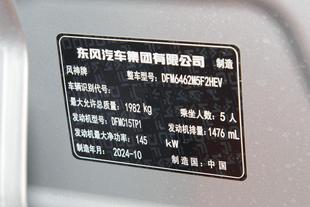 东风汽车集团有限公司 制造
风神牌 整车型号:DFM6462M5F2HEV
车辆识别代号:
最大允许总质量:1982 kg 乘坐人数:5 人
发动机型号:DFMC15TP1 发动机排量:1476 mL
发动机最大净功率:145 kW
制造年月:2024-10 制造国:中国